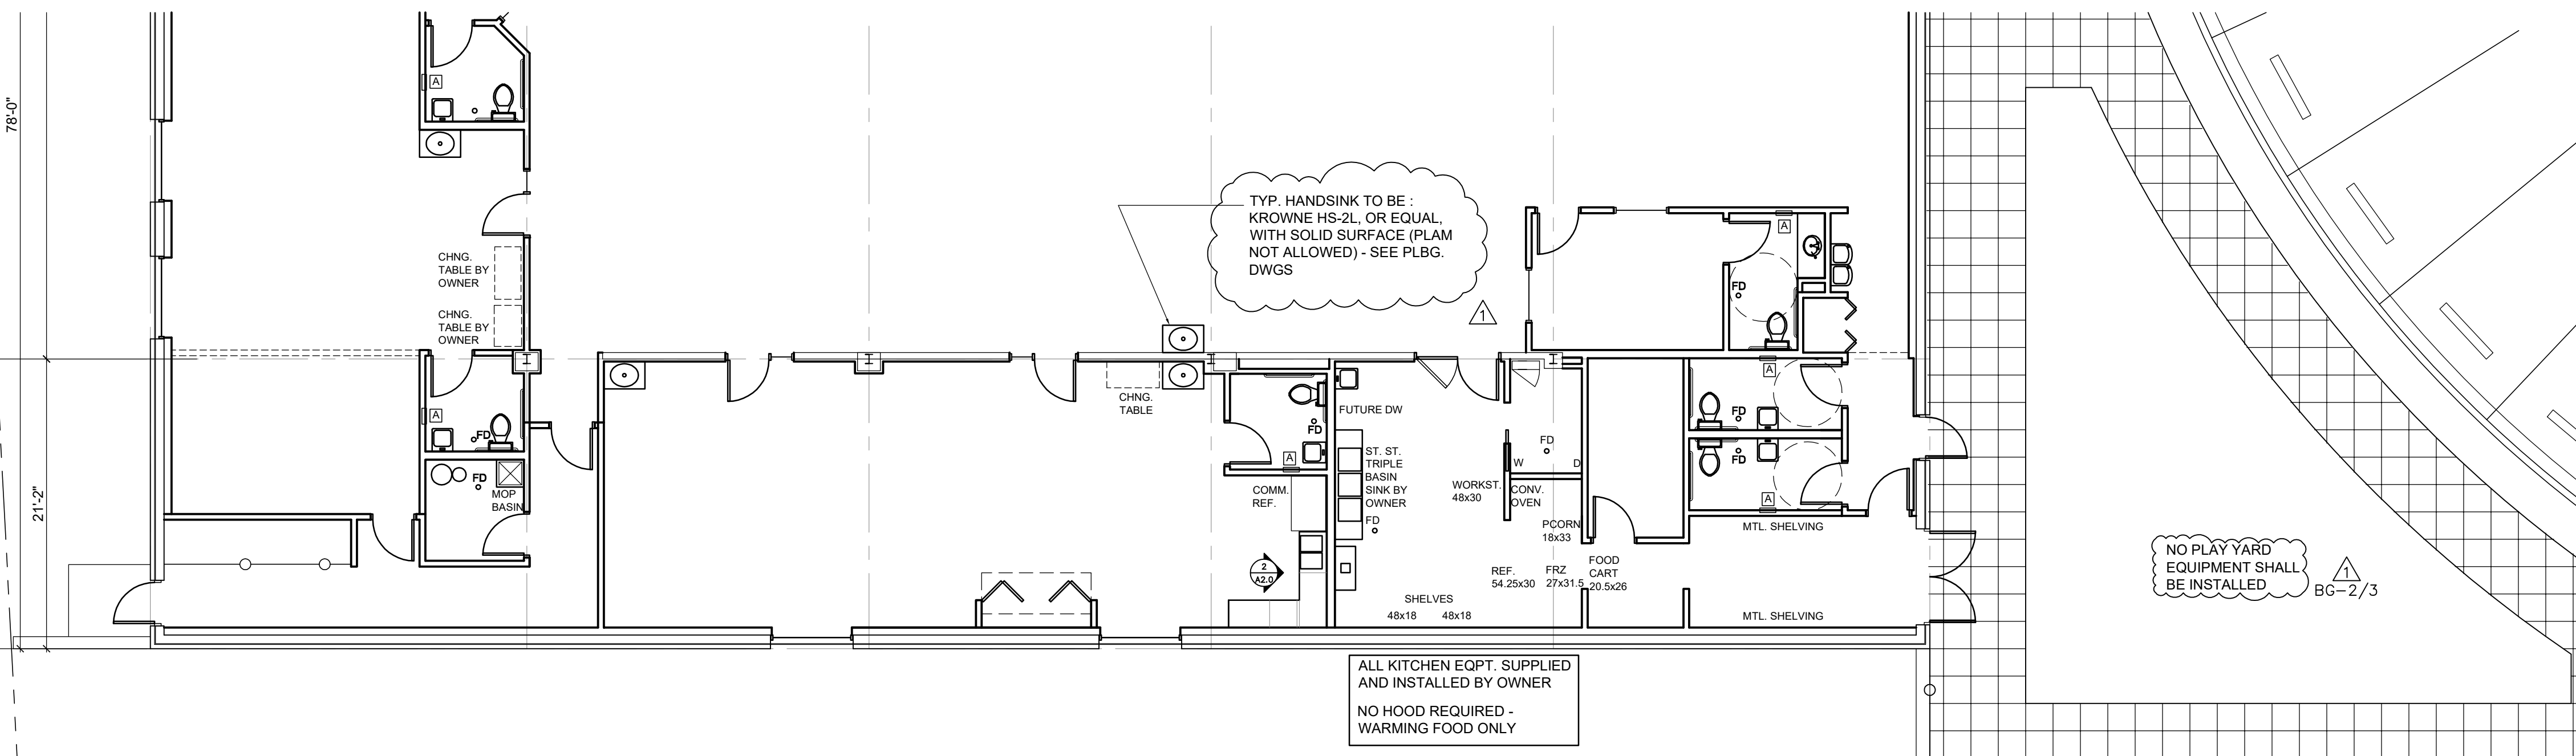 78'-0"
21'-2"
A
CHNG.
TABLE BY
OWNER
CHNG.
TABLE BY
OWNER
A
FD
FD
MOP
BASIN
TYP. HANDSINK TO BE :
KROWNE HS-2L, OR EQUAL,
WITH SOLID SURFACE (PLAM
NOT ALLOWED) - SEE PLBG.
DWGS
1
CHNG.
TABLE
FD
A
COMM.
REF.
2
A2.0
FUTURE DW
ST. ST.
TRIPLE
BASIN
SINK BY
OWNER
FD
WORKST.
48x30
FD
W
D
CONV.
OVEN
PCORN
18x33
REF.
54.25x30
FRZ
27x31.5
FOOD
CART
20.5x26
SHELVES
48x18
48x18
A
FD
A
FD
FD
A
MTL. SHELVING
MTL. SHELVING
NO PLAY YARD
EQUIPMENT SHALL
BE INSTALLED
1
BG-2/3
ALL KITCHEN EQPT. SUPPLIED
AND INSTALLED BY OWNER
NO HOOD REQUIRED -
WARMING FOOD ONLY